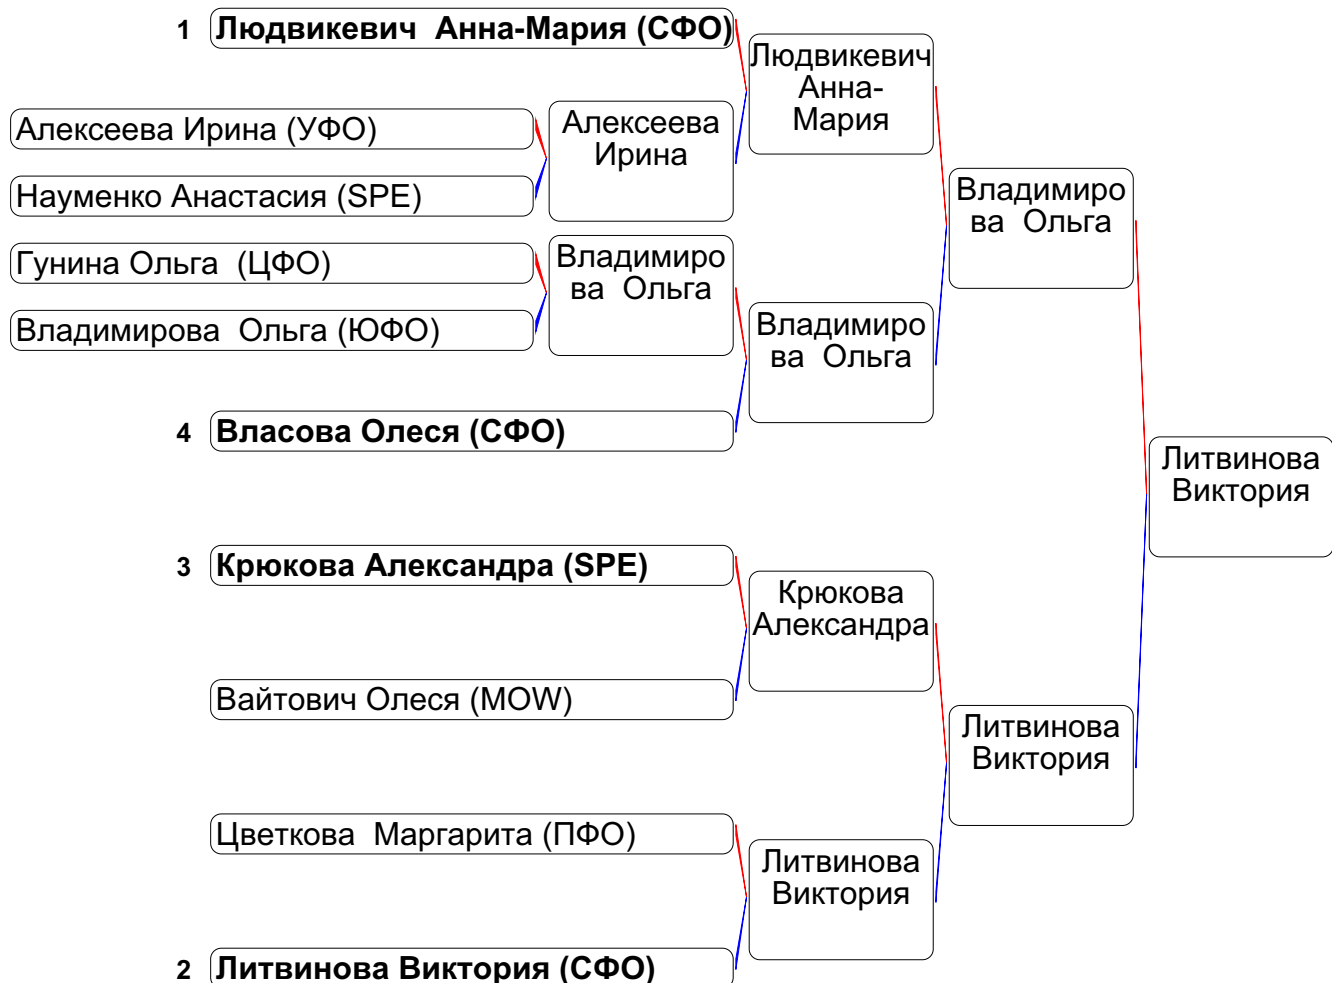 1 Людвикевич  Анна-Мария (СФО)
Людвикевич
Анна-
Мария
Алексеева Ирина (УФО)
Алексеева
Ирина
Науменко Анастасия (SPE)
Владимиро
ва  Ольга
Гунина Ольга  (ЦФО)
Владимиро
ва  Ольга
Владимирова  Ольга (ЮФО)
Владимиро
ва  Ольга
4 Власова Олеся (СФО)
Литвинова
Виктория
3 Крюкова Александра (SPE)
Крюкова
Александра
Вайтович Олеся (MOW)
Литвинова
Виктория
Цветкова  Маргарита (ПФО)
Литвинова
Виктория
2 Литвинова Виктория (СФО)